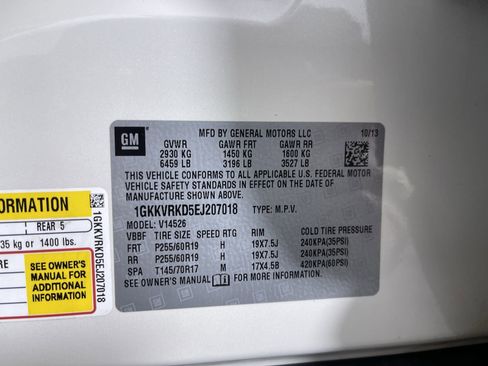 GM
MFD BY GENERAL MOTORS LLC 10/13
GVWR GAWR FRT GAWR RR
2930 KG 1450 KG 1600 KG
6459 LB 3196 LB 3527 LB
THIS VEHICLE CONFORMS TO ALL APPLICABLE U.S. FEDERAL MOTOR
VEHICLE SAFETY STANDARDS IN EFFECT ON THE DATE OF
MANUFACTURE SHOWN ABOVE.
1GKKVRKD5EJ207018 TYPE: M.P.V.
MODEL: V14526
VBBF TIRE SIZE SPEED RTG RIM COLD TIRE PRESSURE
FRT P255/60R19 H 19X7.5J 240KPA(35PSI)
RR P255/60R19 H 19X7.5J 240KPA(35PSI)
SPA T145/70R17 M 17X4.5B 420KPA(60PSI)
SEE OWNER'S MANUAL FOR MORE INFORMATION.
FORMATION
REAR 5
35 kg or 1400 lbs.
RE
SEE OWNER'S
MANUAL FOR
ADDITIONAL
INFORMATION
1GKKVRKD5EJ207018